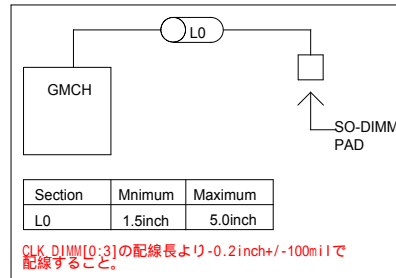 L0
GMCH
SO-DIMM
PAD
Section Mnimum Maximum
L0 1.5inch 5.0inch
CLK_DIMM[0:3]の配線長より-0.2inch+/-100milで
配線すること。